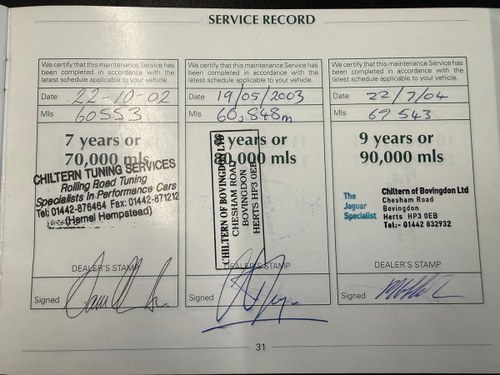 SERVICE RECORD
We certify that this maintenance Service has
been completed in accordance with the
latest schedule applicable to your vehicle.
Date 22-10-02
Mls 60553
7 years or
70,000 mls
CHILTERN TUNING SERVICES
Rolling Road Tuning
Specialists in Performance Cars
Tel: 01442-876464 Fax: 01442-871212
(Hemel Hempstead)
DEALER'S STAMP
Signed
We certify that this maintenance Service has
been completed in accordance with the
latest schedule applicable to your vehicle.
Date 19/05/2003
Mls 60,848m
8 years or
80,000 mls
CHILTERN OF BOVINGDON LTD
CHESHAM ROAD
BOVINGDON
HERTS HP3 0EB
DEALER'S STAMP
Signed
We certify that this maintenance Service has
been completed in accordance with the
latest schedule applicable to your vehicle.
Date 22/7/04
Mls 67543
9 years or
90,000 mls
The
Jaguar
Specialist
Chiltern of Bovingdon Ltd
Chesham Road
Bovingdon
Herts HP3 0EB
Tel:- 01442 832932
DEALER'S STAMP
Signed
31